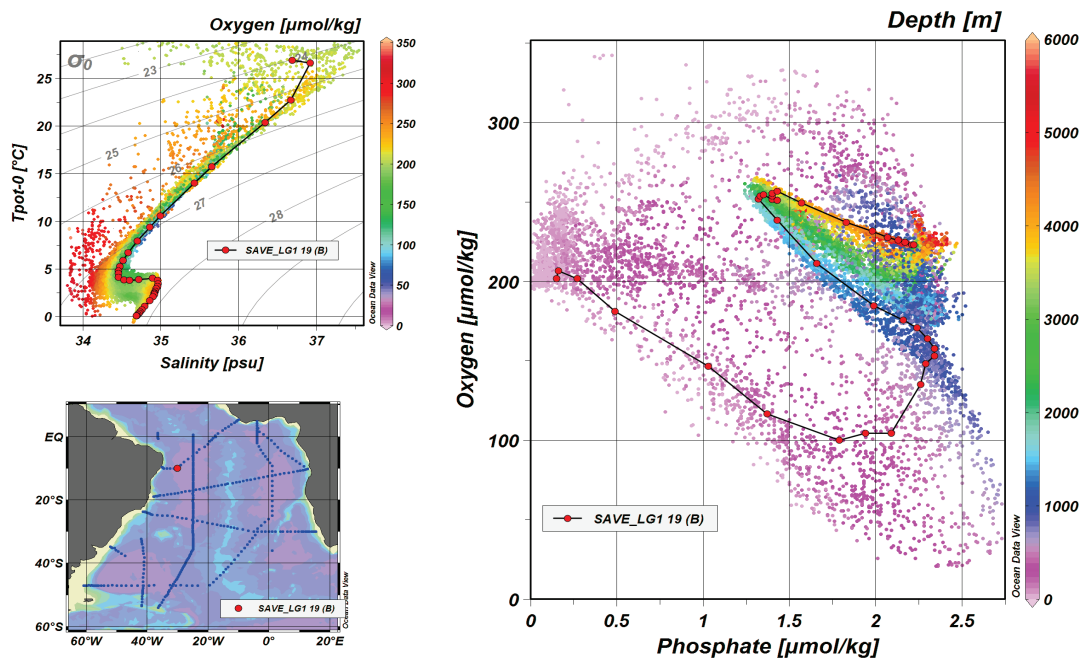 Oxygen [µmol/kg]
σ0
23
24
25
26
27
28
Tpot-0 [°C]
25
20
15
10
5
0
SAVE_LG1 19 (B)
34
35
36
37
Salinity [psu]
350
300
250
200
150
100
50
0
Ocean Data View
EQ
20°S
40°S
60°S
60°W
40°W
20°W
0°E
20°E
SAVE_LG1 19 (B)
Ocean Data View
Depth [m]
Oxygen [µmol/kg]
300
200
100
0
SAVE_LG1 19 (B)
0
0.5
1
1.5
2
2.5
Phosphate [µmol/kg]
6000
5000
4000
3000
2000
1000
0
Ocean Data View